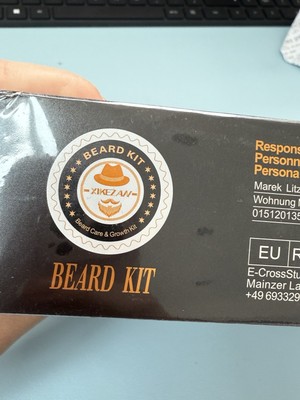 BEARD KIT
XIKEZAN
Beard Care & Growth Kit
BEARD KIT
Respons
Personn
Persona
Marek Litz
Wohnung N
015120135
EU R
E-CrossStu
Mainzer La
+49 693329